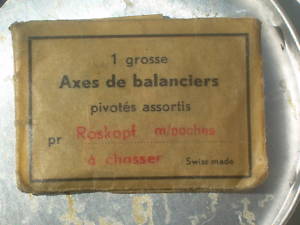 1 grosse
Axes de balanciers
pivotés assortis
pr Roskopf m/poches
à chasser Swiss made